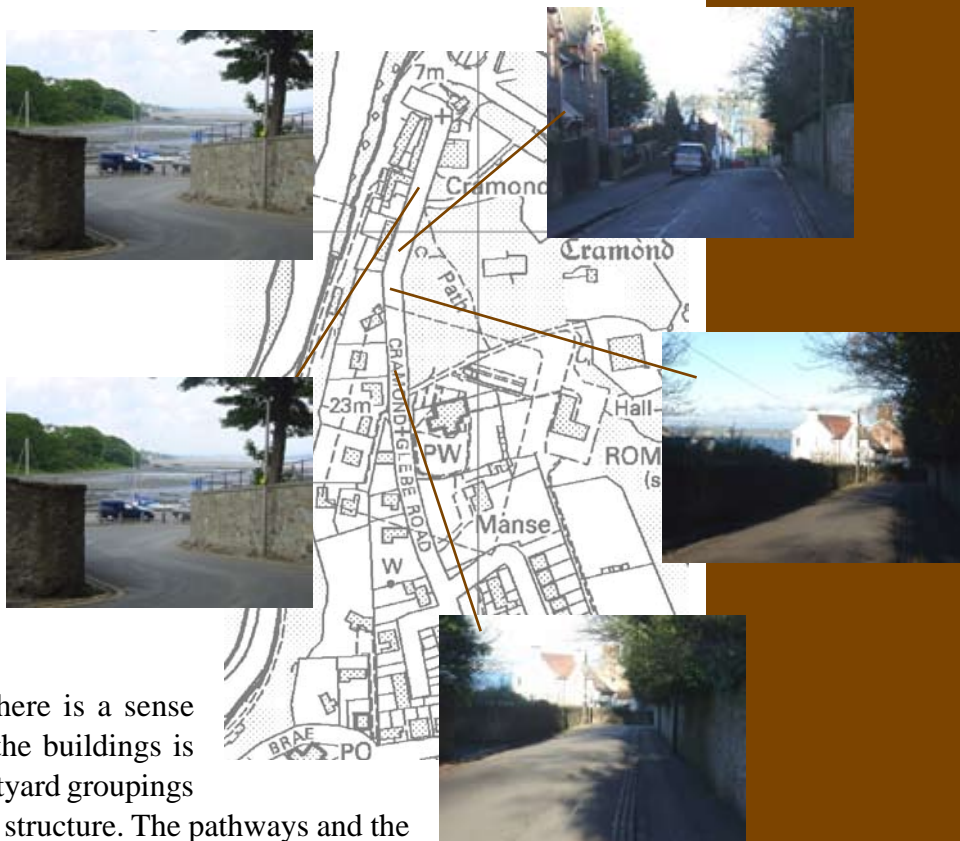 7m
Cramond
Cramond
C
Path
CRAMOND GLEBE ROAD
23m
Hall
PW
ROM
(s
Manse
W
BRAE
PO
here is a sense
the buildings is
tyard groupings
structure. The pathways and the